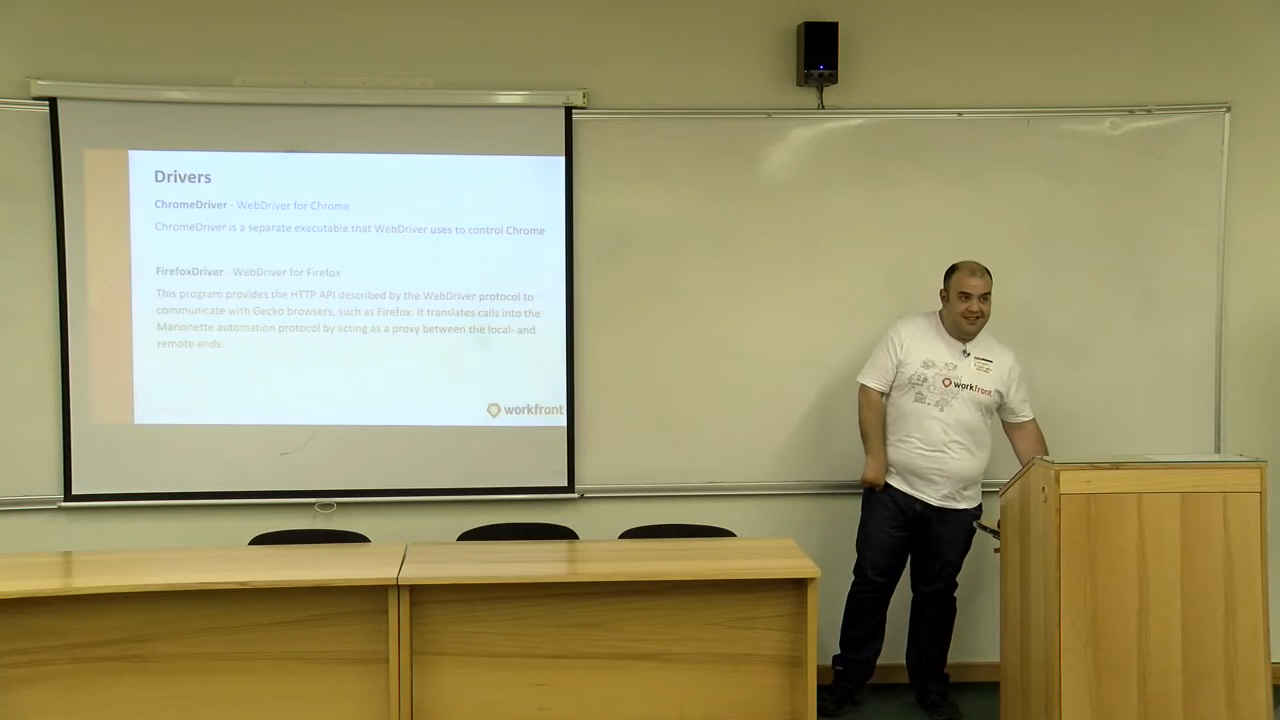 Drivers
ChromeDriver - WebDriver for Chrome
ChromeDriver is a separate executable that WebDriver uses to control Chrome
FirefoxDriver - WebDriver for Firefox
This program provides the HTTP API described by the WebDriver protocol to
communicate with Gecko browsers, such as Firefox. It translates calls into the
Marionette automation protocol by acting as a proxy between the local- and
remote ends.
workfront
workfront